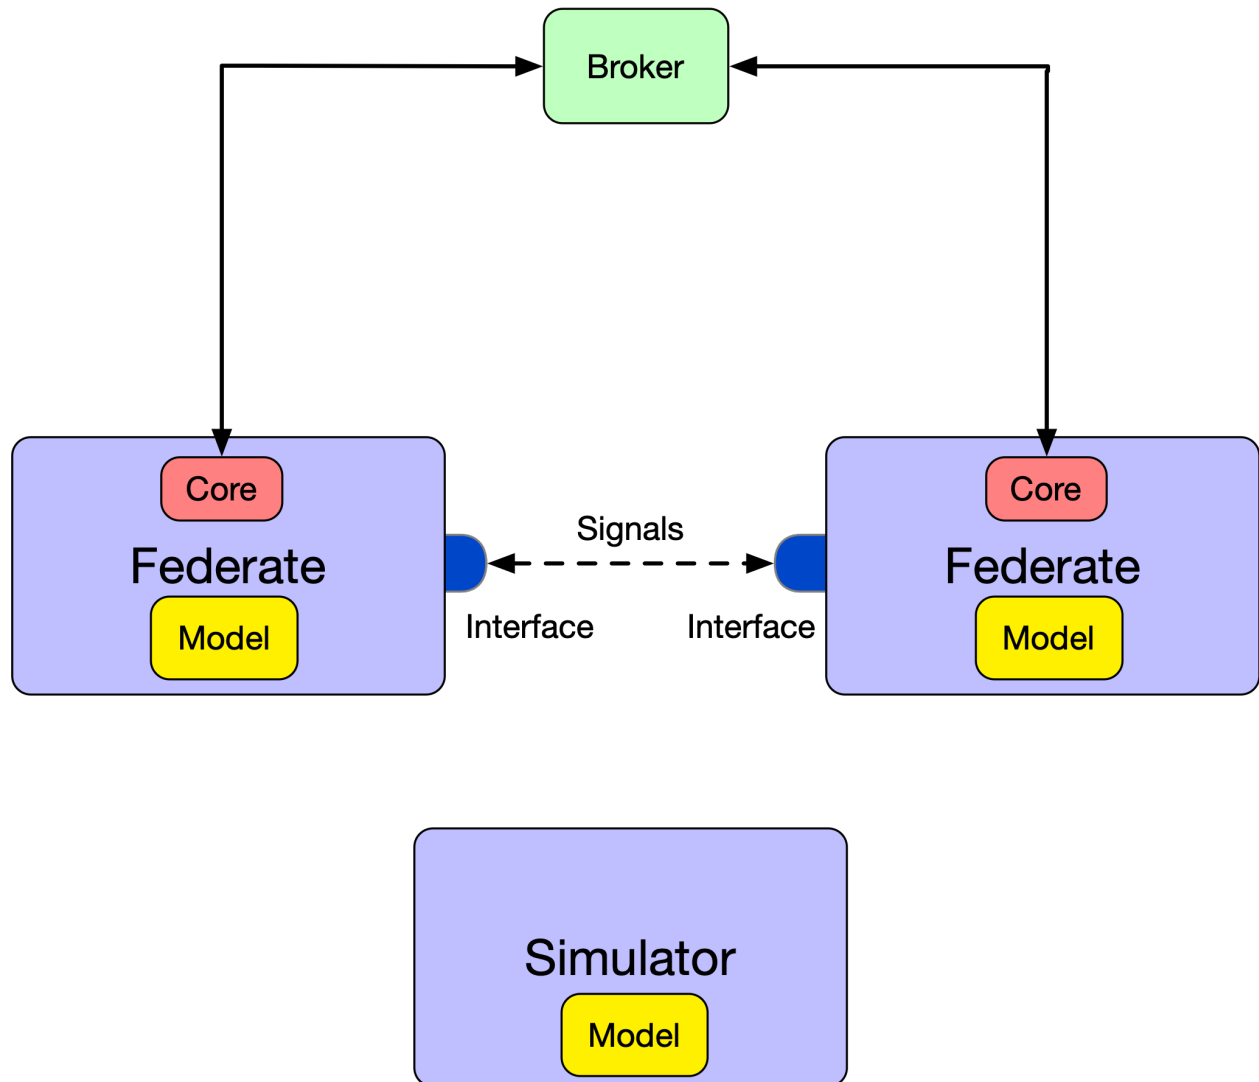 Broker
Core
Core
Signals
Federate
Federate
Interface
Interface
Model
Model
Simulator
Model